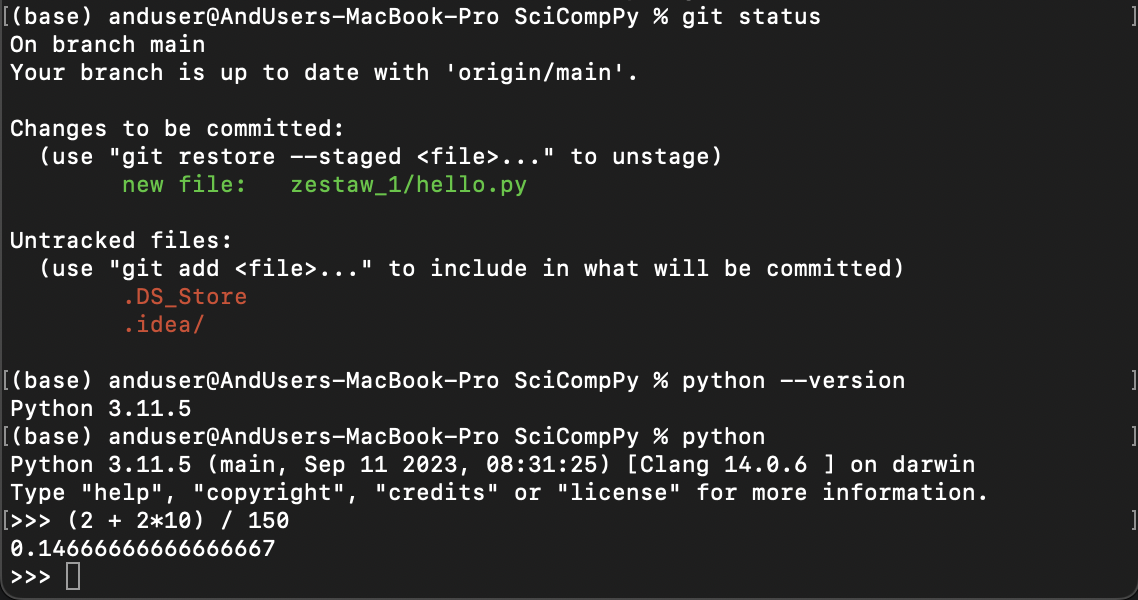 [(base) anduser@AndUsers-MacBook-Pro SciCompPy % git status ]
On branch main
Your branch is up to date with 'origin/main'.
Changes to be committed:
(use "git restore --staged <file>..." to unstage)
new file:   zestaw_1/hello.py
Untracked files:
(use "git add <file>..." to include in what will be committed)
.DS_Store
.idea/
[(base) anduser@AndUsers-MacBook-Pro SciCompPy % python --version ]
Python 3.11.5
[(base) anduser@AndUsers-MacBook-Pro SciCompPy % python ]
Python 3.11.5 (main, Sep 11 2023, 08:31:25) [Clang 14.0.6 ] on darwin
Type "help", "copyright", "credits" or "license" for more information.
[>>> (2 + 2*10) / 150 ]
0.14666666666666667
>>>